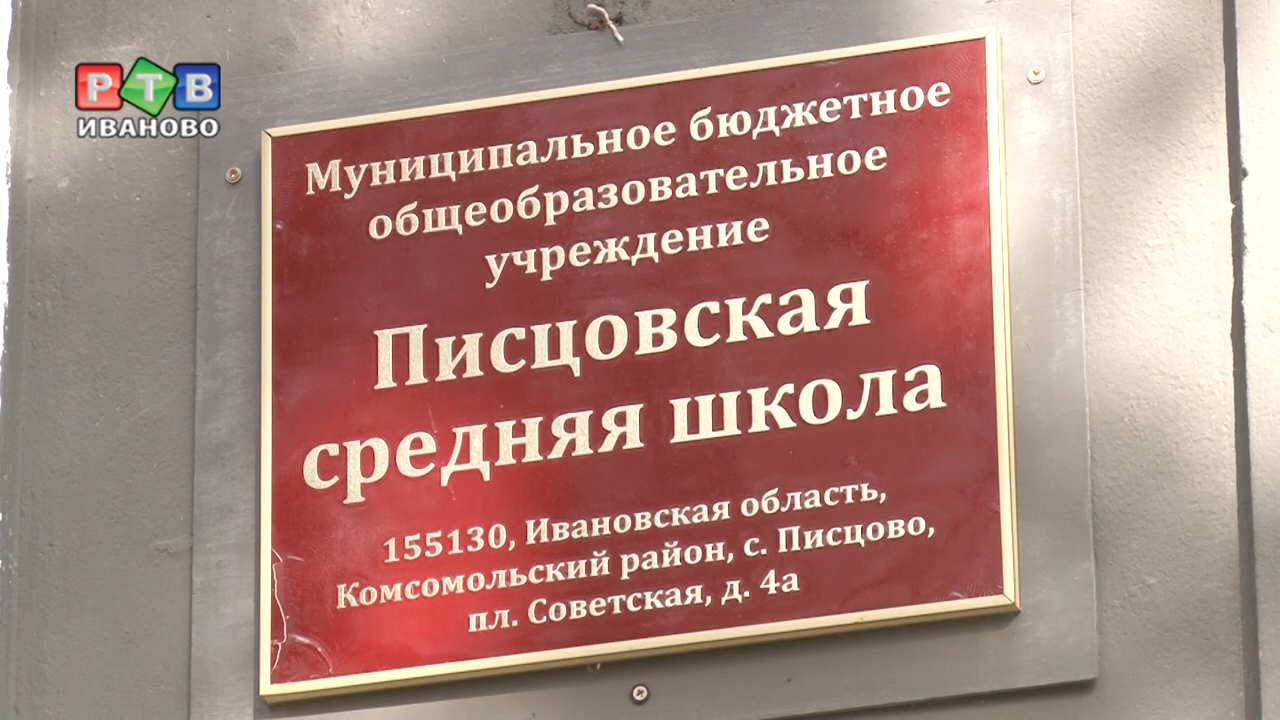 РТВ
ИВАНОВО
Муниципальное бюджетное
общеобразовательное
учреждение
Писцовская
средняя школа
155130, Ивановская область,
Комсомольский район, с. Писцово,
пл. Советская, д. 4а